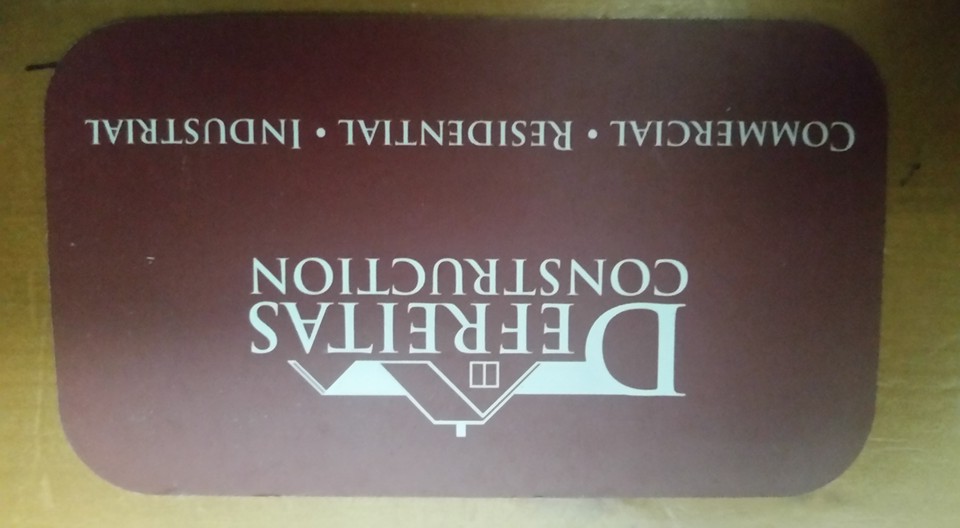 DEFREITAS
CONSTRUCTION
COMMERCIAL • RESIDENTIAL • INDUSTRIAL